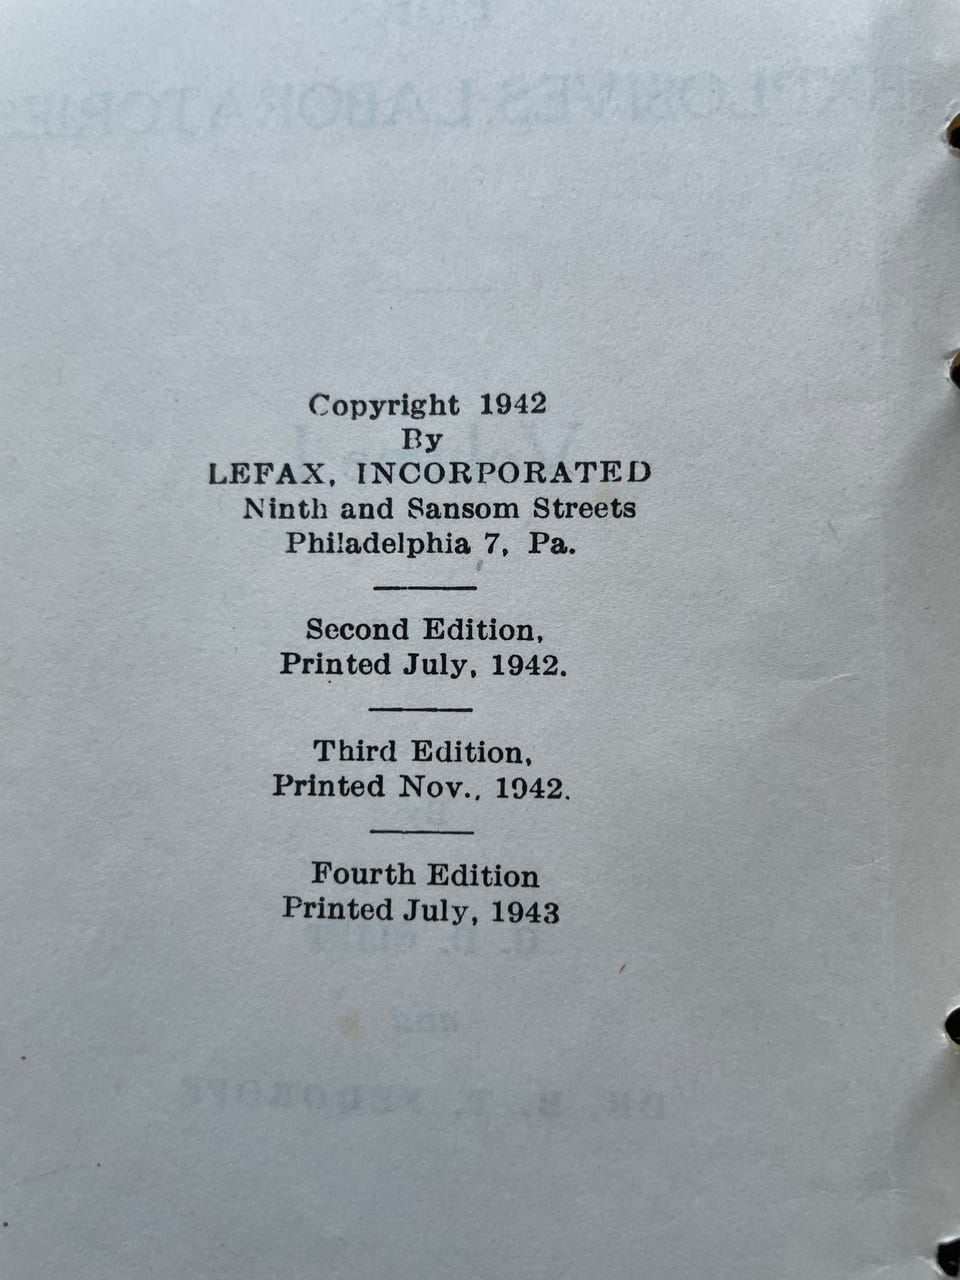 Copyright 1942
By
LEFAX, INCORPORATED
Ninth and Sansom Streets
Philadelphia 7, Pa.
Second Edition,
Printed July, 1942.
Third Edition,
Printed Nov., 1942.
Fourth Edition
Printed July, 1943